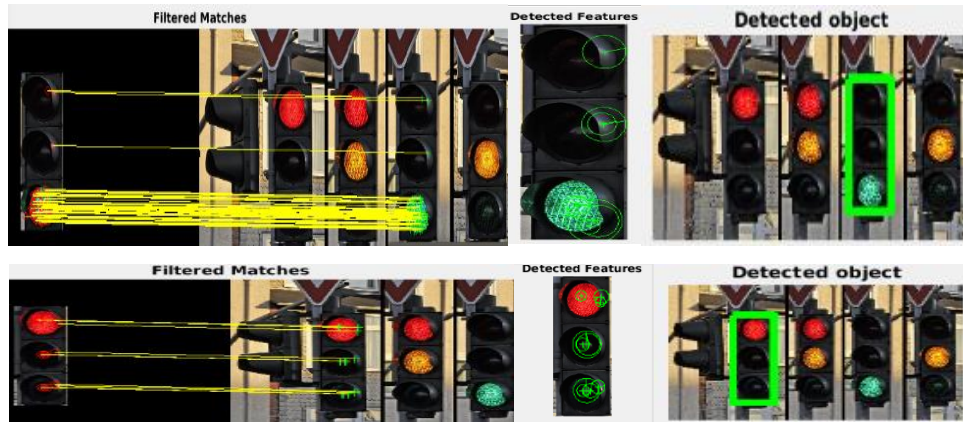 Filtered Matches
Detected Features
Detected object
Filtered Matches
Detected Features
Detected object